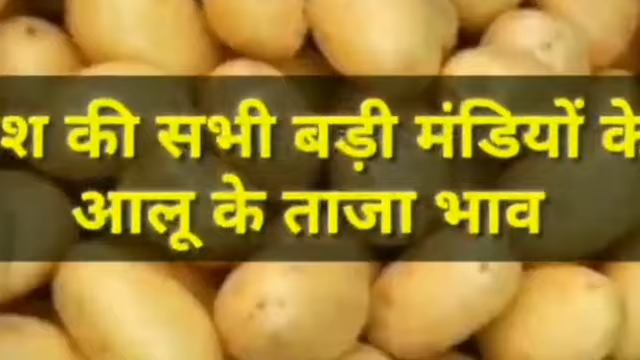 श की सभी बड़ी मंडियों के
आलू के ताजा भाव